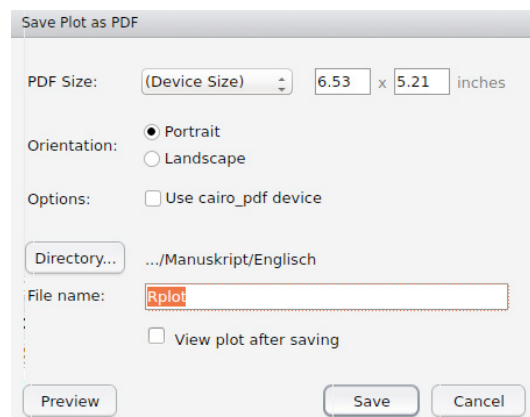 Save Plot as PDF
PDF Size: (Device Size) 6.53 x 5.21 inches
Orientation: Portrait
Landscape
Options: Use cairo_pdf device
Directory... .../Manuskript/Englisch
File name: Rplot
View plot after saving
Preview Save Cancel